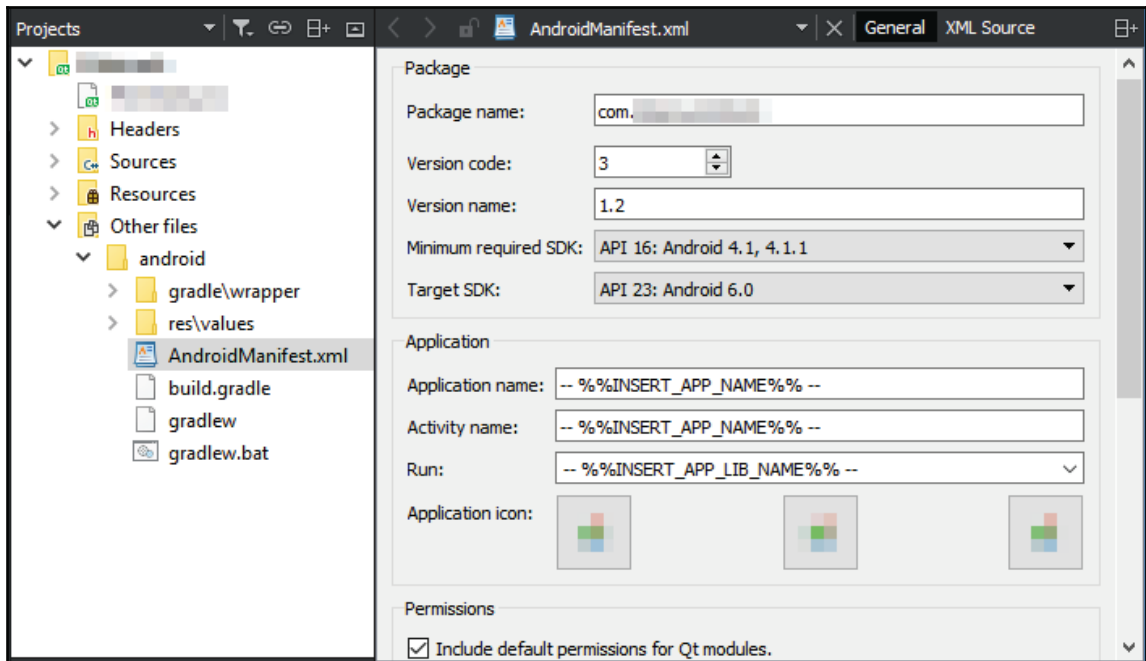 Projects
AndroidManifest.xml
General
XML Source
Headers
Sources
Resources
Other files
android
gradle\wrapper
res\values
AndroidManifest.xml
build.gradle
gradlew
gradlew.bat
Package
Package name: com.
Version code: 3
Version name: 1.2
Minimum required SDK: API 16: Android 4.1, 4.1.1
Target SDK: API 23: Android 6.0
Application
Application name: -- %%INSERT_APP_NAME%% --
Activity name: -- %%INSERT_APP_NAME%% --
Run: -- %%INSERT_APP_LIB_NAME%% --
Application icon:
Permissions
Include default permissions for Qt modules.